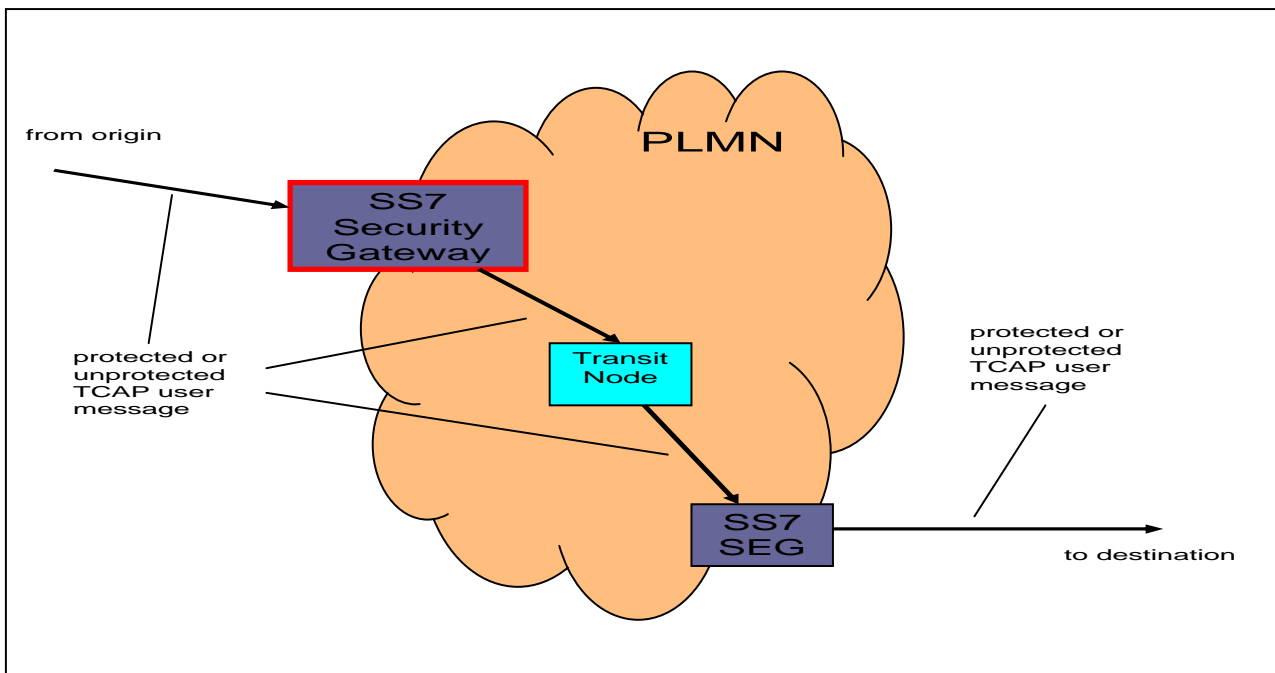 PLMN
from origin
SS7
Security
Gateway
protected or
unprotected
TCAP user
message
Transit
Node
protected or
unprotected
TCAP user
message
SS7
SEG
to destination